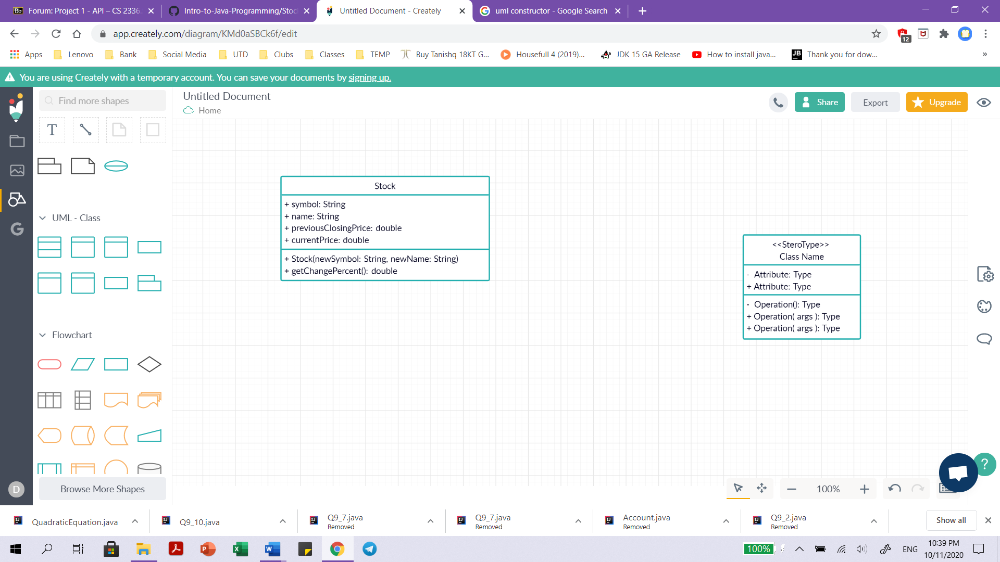 Bb Forum: Project 1 - API – CS 2336.
Intro-to-Java-Programming/Stoc
Untitled Document - Creately
uml constructor - Google Search
app.creately.com/diagram/KMd0aSBCk6f/edit
12
Apps
Lenovo
Bank
Social Media
UTD
Clubs
Classes
TEMP
Buy Tanishq 18KT G...
Housefull 4 (2019)...
JDK 15 GA Release
How to install java...
JB Thank you for dow...
»
You are using Creately with a temporary account. You can save your documents by signing up.
Find more shapes
Untitled Document
Home
Share
Export
Upgrade
T
UML - Class
G
Flowchart
Browse More Shapes
D
Stock
+ symbol: String
+ name: String
+ previousClosingPrice: double
+ currentPrice: double
+ Stock(newSymbol: String, newName: String)
+ getChangePercent(): double
<<SteroType>>
Class Name
- Attribute: Type
+ Attribute: Type
- Operation(): Type
+ Operation( args ): Type
+ Operation( args ): Type
?
100%
QuadraticEquation.java
Q9_10.java
Q9_7.java
Removed
Q9_7.java
Removed
Account.java
Removed
Q9_2.java
Removed
Show all
100%
ENG
10:39 PM
10/11/2020